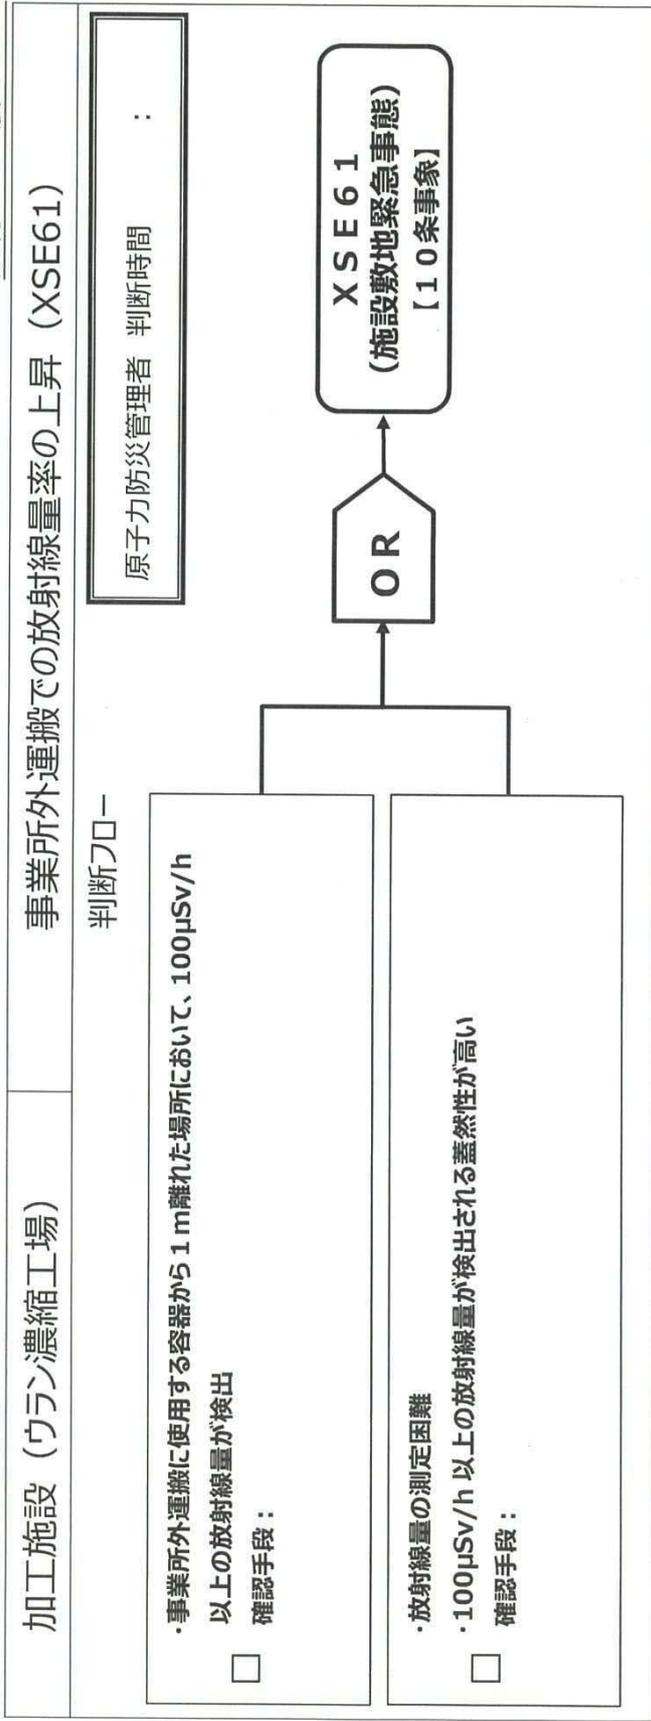 加工施設（ウラン濃縮工場）
事業所外運搬での放射線量率の上昇（XSE61）
判断フロー
原子力防災管理者 判断時間 ：
・事業所外運搬に使用する容器から１ｍ離れた場所において、100μSv/h
以上の放射線量が検出
□ 確認手段：
・放射線量の測定困難
・100μSv/h 以上の放射線量が検出される蓋然性が高い
□ 確認手段：
ＯＲ
ＸＳＥ６１
（施設敷地緊急事態）
【１０条事象】